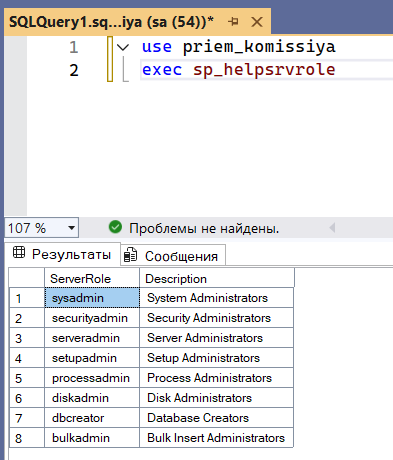 SQLQuery1.sq...iya (sa (54))*
1 use priem_komissiya
2 exec sp_helpsrvrole
107 % Проблемы не найдены.
Результаты Сообщения
ServerRole Description
1 sysadmin System Administrators
2 securityadmin Security Administrators
3 serveradmin Server Administrators
4 setupadmin Setup Administrators
5 processadmin Process Administrators
6 diskadmin Disk Administrators
7 dbcreator Database Creators
8 bulkadmin Bulk Insert Administrators